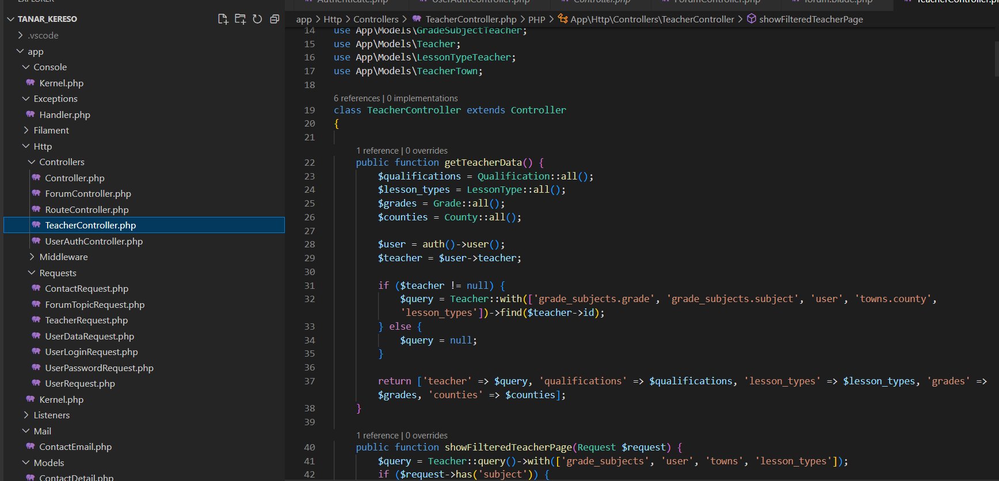 EXPLORER
TANAR_KERESO
.vscode
app
Console
Kernel.php
Exceptions
Handler.php
Filament
Http
Controllers
Controller.php
ForumController.php
RouteController.php
TeacherController.php
UserAuthController.php
Middleware
Requests
ContactRequest.php
ForumTopicRequest.php
TeacherRequest.php
UserDataRequest.php
UserLoginRequest.php
UserPasswordRequest.php
UserRequest.php
Kernel.php
Listeners
Mail
ContactEmail.php
Models
ContactDetail.php
Authenticate.php UserAuthController.php Controller.php ForumController.php forum.blade.php TeacherController.p
app > Http > Controllers > TeacherController.php > PHP > App\Http\Controllers\TeacherController > showFilteredTeacherPage
14 use App\Models\GradeSubjectTeacher;
15 use App\Models\Teacher;
16 use App\Models\LessonTypeTeacher;
17 use App\Models\TeacherTown;
18
6 references | 0 implementations
19 class TeacherController extends Controller
20 {
21
1 reference | 0 overrides
22 public function getTeacherData() {
23 $qualifications = Qualification::all();
24 $lesson_types = LessonType::all();
25 $grades = Grade::all();
26 $counties = County::all();
27
28 $user = auth()->user();
29 $teacher = $user->teacher;
30
31 if ($teacher != null) {
32 $query = Teacher::with(['grade_subjects.grade', 'grade_subjects.subject', 'user', 'towns.county',
'lesson_types'])->find($teacher->id);
33 } else {
34 $query = null;
35 }
36
37 return ['teacher' => $query, 'qualifications' => $qualifications, 'lesson_types' => $lesson_types, 'grades' =>
$grades, 'counties' => $counties];
38 }
39
1 reference | 0 overrides
40 public function showFilteredTeacherPage(Request $request) {
41 $query = Teacher::query()->with(['grade_subjects', 'user', 'towns', 'lesson_types']);
42 if ($request->has('subject')) {